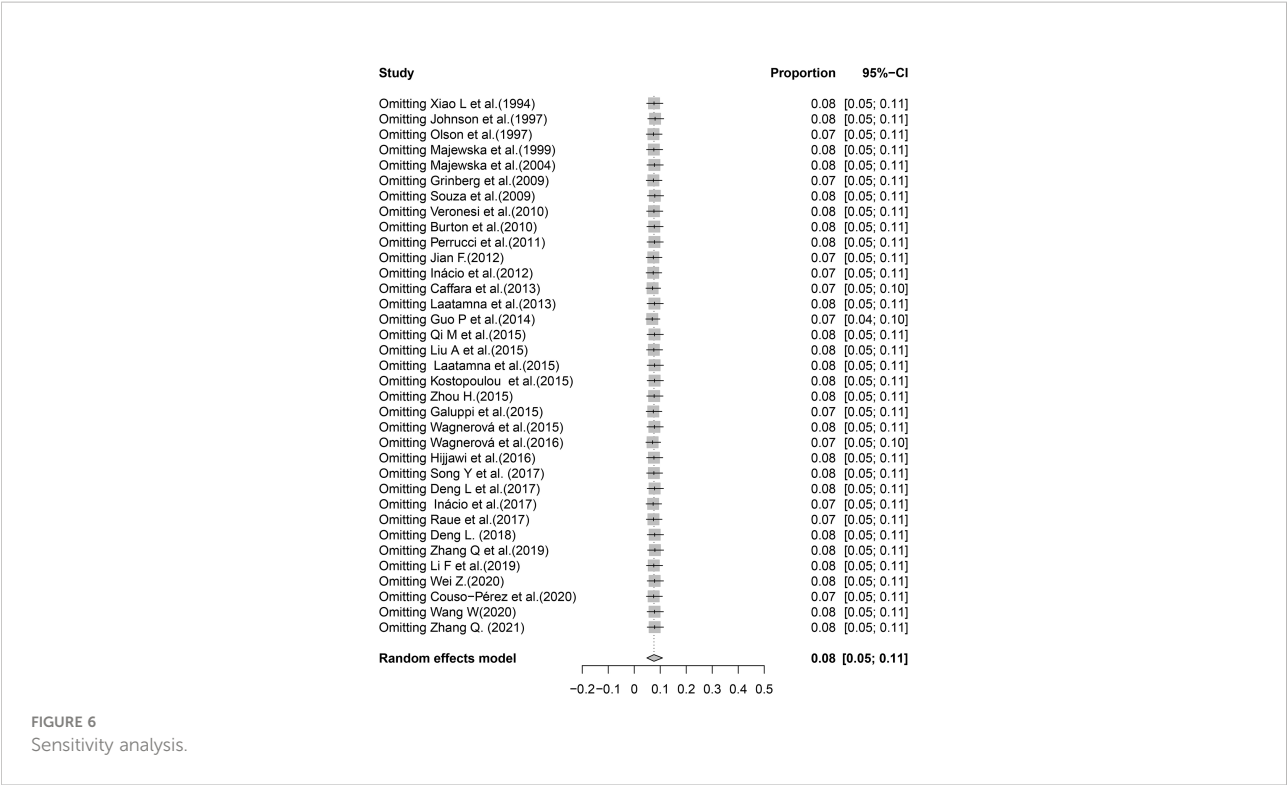 Study Proportion 95%−CI
Omitting Xiao L et al.(1994) 0.08 [0.05; 0.11]
Omitting Johnson et al.(1997) 0.08 [0.05; 0.11]
Omitting Olson et al.(1997) 0.07 [0.05; 0.11]
Omitting Majewska et al.(1999) 0.08 [0.05; 0.11]
Omitting Majewska et al.(2004) 0.08 [0.05; 0.11]
Omitting Grinberg et al.(2009) 0.07 [0.05; 0.11]
Omitting Souza et al.(2009) 0.08 [0.05; 0.11]
Omitting Veronesi et al.(2010) 0.08 [0.05; 0.11]
Omitting Burton et al.(2010) 0.08 [0.05; 0.11]
Omitting Perrucci et al.(2011) 0.08 [0.05; 0.11]
Omitting Jian F.(2012) 0.07 [0.05; 0.11]
Omitting Inácio et al.(2012) 0.07 [0.05; 0.11]
Omitting Caffara et al.(2013) 0.07 [0.05; 0.10]
Omitting Laatamna et al.(2013) 0.08 [0.05; 0.11]
Omitting Guo P et al.(2014) 0.07 [0.04; 0.10]
Omitting Qi M et al.(2015) 0.08 [0.05; 0.11]
Omitting Liu A et al.(2015) 0.08 [0.05; 0.11]
Omitting Laatamna et al.(2015) 0.08 [0.05; 0.11]
Omitting Kostopoulou et al.(2015) 0.08 [0.05; 0.11]
Omitting Zhou H.(2015) 0.08 [0.05; 0.11]
Omitting Galuppi et al.(2015) 0.07 [0.05; 0.11]
Omitting Wagnerová et al.(2015) 0.08 [0.05; 0.11]
Omitting Wagnerová et al.(2016) 0.07 [0.05; 0.10]
Omitting Hijjawi et al.(2016) 0.08 [0.05; 0.11]
Omitting Song Y et al. (2017) 0.08 [0.05; 0.11]
Omitting Deng L et al.(2017) 0.08 [0.05; 0.11]
Omitting Inácio et al.(2017) 0.07 [0.05; 0.11]
Omitting Raue et al.(2017) 0.07 [0.05; 0.11]
Omitting Deng L. (2018) 0.08 [0.05; 0.11]
Omitting Zhang Q et al.(2019) 0.08 [0.05; 0.11]
Omitting Li F et al.(2019) 0.08 [0.05; 0.11]
Omitting Wei Z.(2020) 0.08 [0.05; 0.11]
Omitting Couso−Pérez et al.(2020) 0.07 [0.05; 0.11]
Omitting Wang W(2020) 0.08 [0.05; 0.11]
Omitting Zhang Q. (2021) 0.08 [0.05; 0.11]
Random effects model 0.08 [0.05; 0.11]
−0.2 −0.1 0 0.1 0.2 0.3 0.4 0.5
FIGURE 6
Sensitivity analysis.